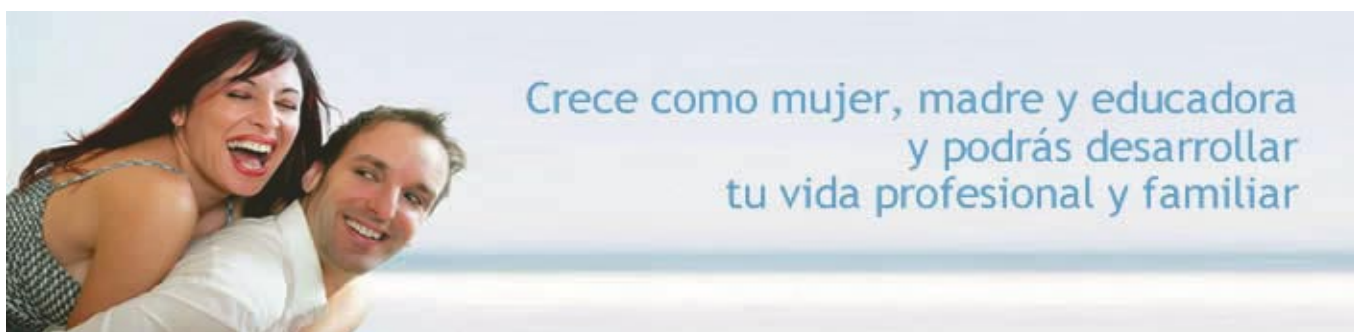 Crece como mujer, madre y educadora
y podrás desarrollar
tu vida profesional y familiar